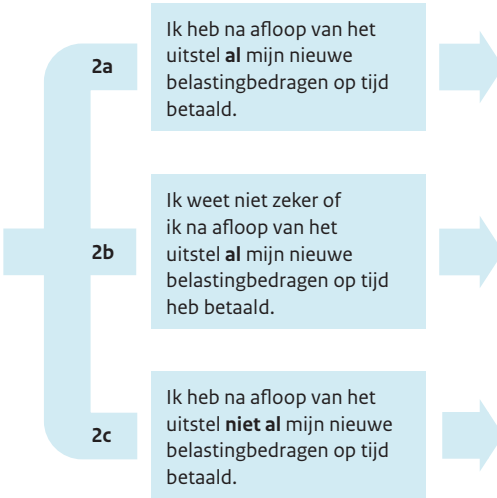 2a
Ik heb na afloop van het
uitstel al mijn nieuwe
belastingbedragen op tijd
betaald.
2b
Ik weet niet zeker of
ik na afloop van het
uitstel al mijn nieuwe
belastingbedragen op tijd
heb betaald.
2c
Ik heb na afloop van het
uitstel niet al mijn nieuwe
belastingbedragen op tijd
betaald.